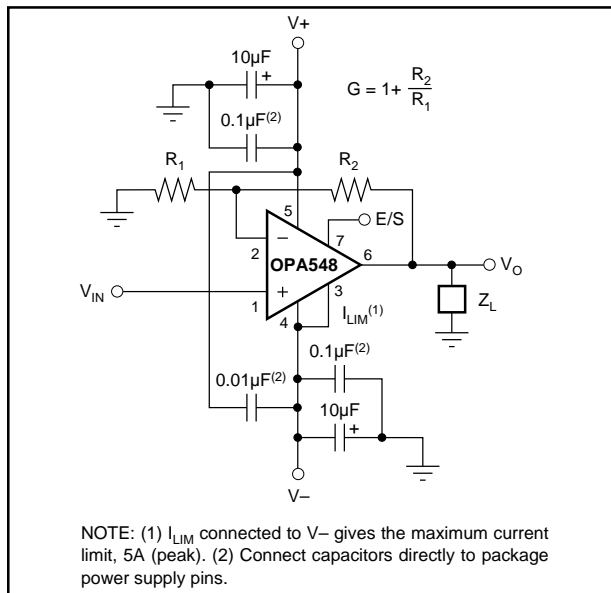 V+
10µF
+
G = 1+ R2
R1
0.1µF(2)
R1
R2
5
E/S
2
–
7
OPA548
6
VO
VIN
+
1
3
4
ILIM(1)
ZL
0.1µF(2)
0.01µF(2)
10µF
+
V–
NOTE: (1) ILIM connected to V– gives the maximum current
limit, 5A (peak). (2) Connect capacitors directly to package
power supply pins.